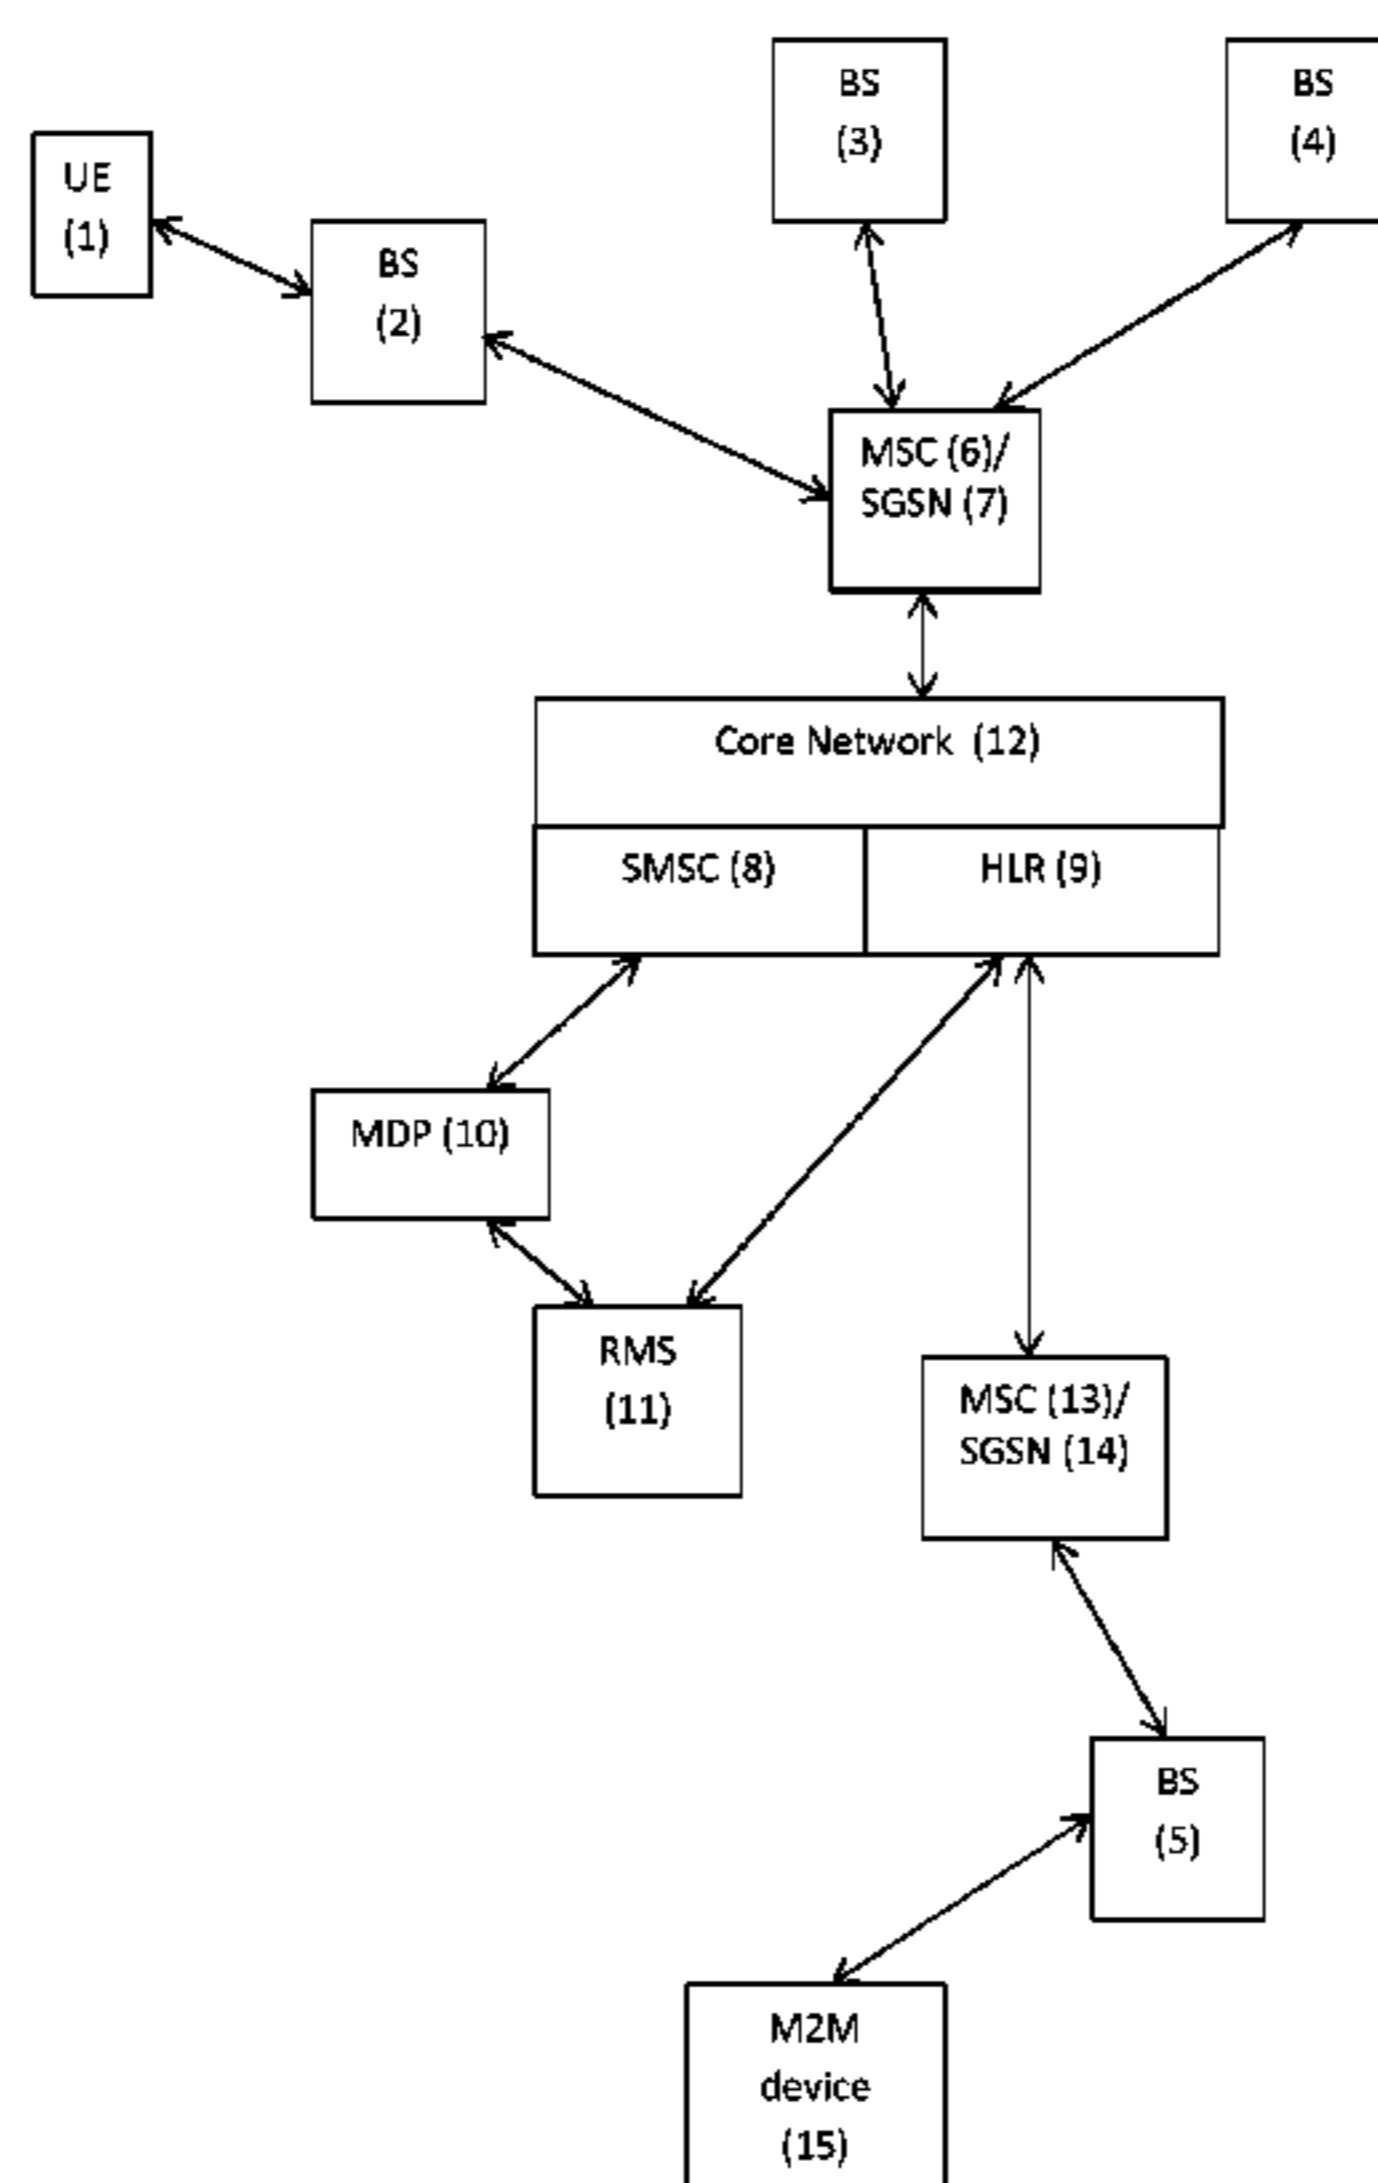 BS
(3)
BS
(4)
UE
(1)
BS
(2)
MSC (6)/
SGSN (7)
Core Network (12)
SMSC (8)
HLR (9)
MDP (10)
RMS
(11)
MSC (13)/
SGSN (14)
BS
(5)
M2M
device
(15)